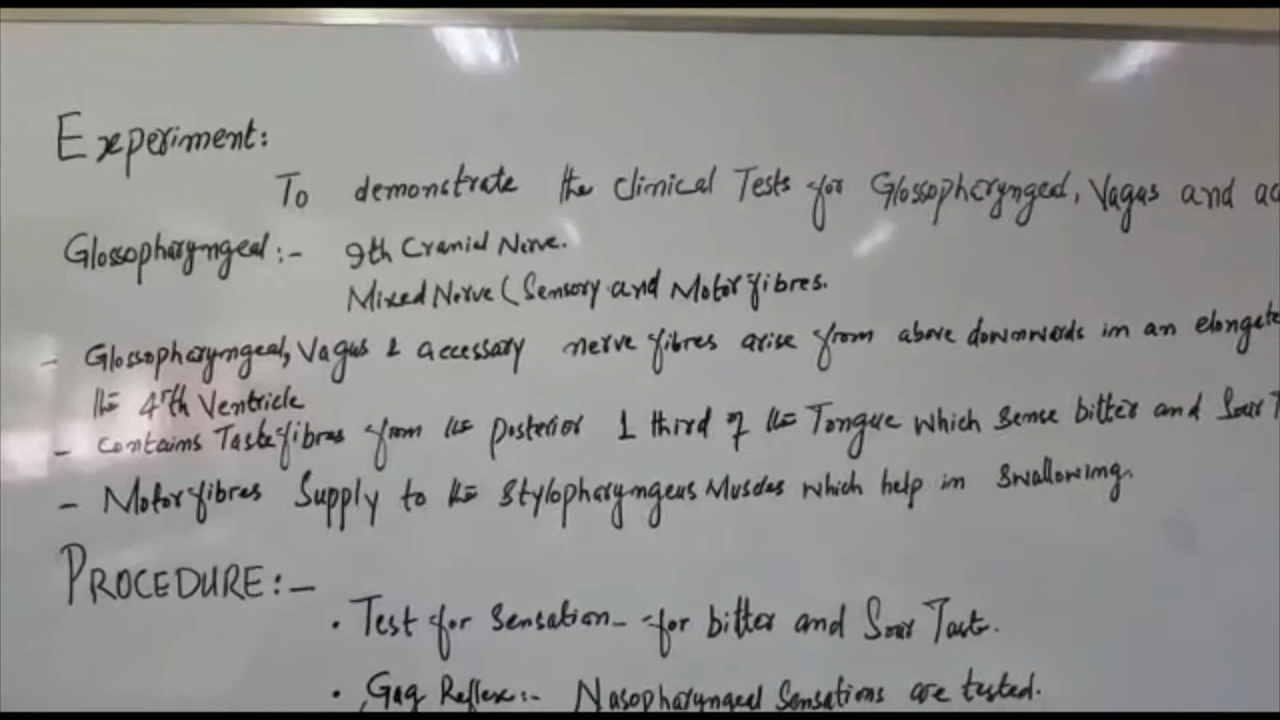 Experiment:
To demonstrate the Clinical Tests for Glossopharyngeal, Vagus and
Glossopharyngeal :- 9th Cranial Nerve.
Mixed Nerve (Sensory and Motor fibres.
- Glossopharyngeal, Vagus & accessary nerve fibres arise from above downwards in an elongate
the 4th Ventricle
- Contains Taste fibres from the posterior 1 third of the Tongue which sense bitter and Sour T
- Motor fibres Supply to the Stylopharyngeus Muscles which help in Swallowing.
PROCEDURE:-
• Test for Sensation - for bitter and Sour Taste.
• Gag Reflex:- Nasopharyngeal Sensations are tested.